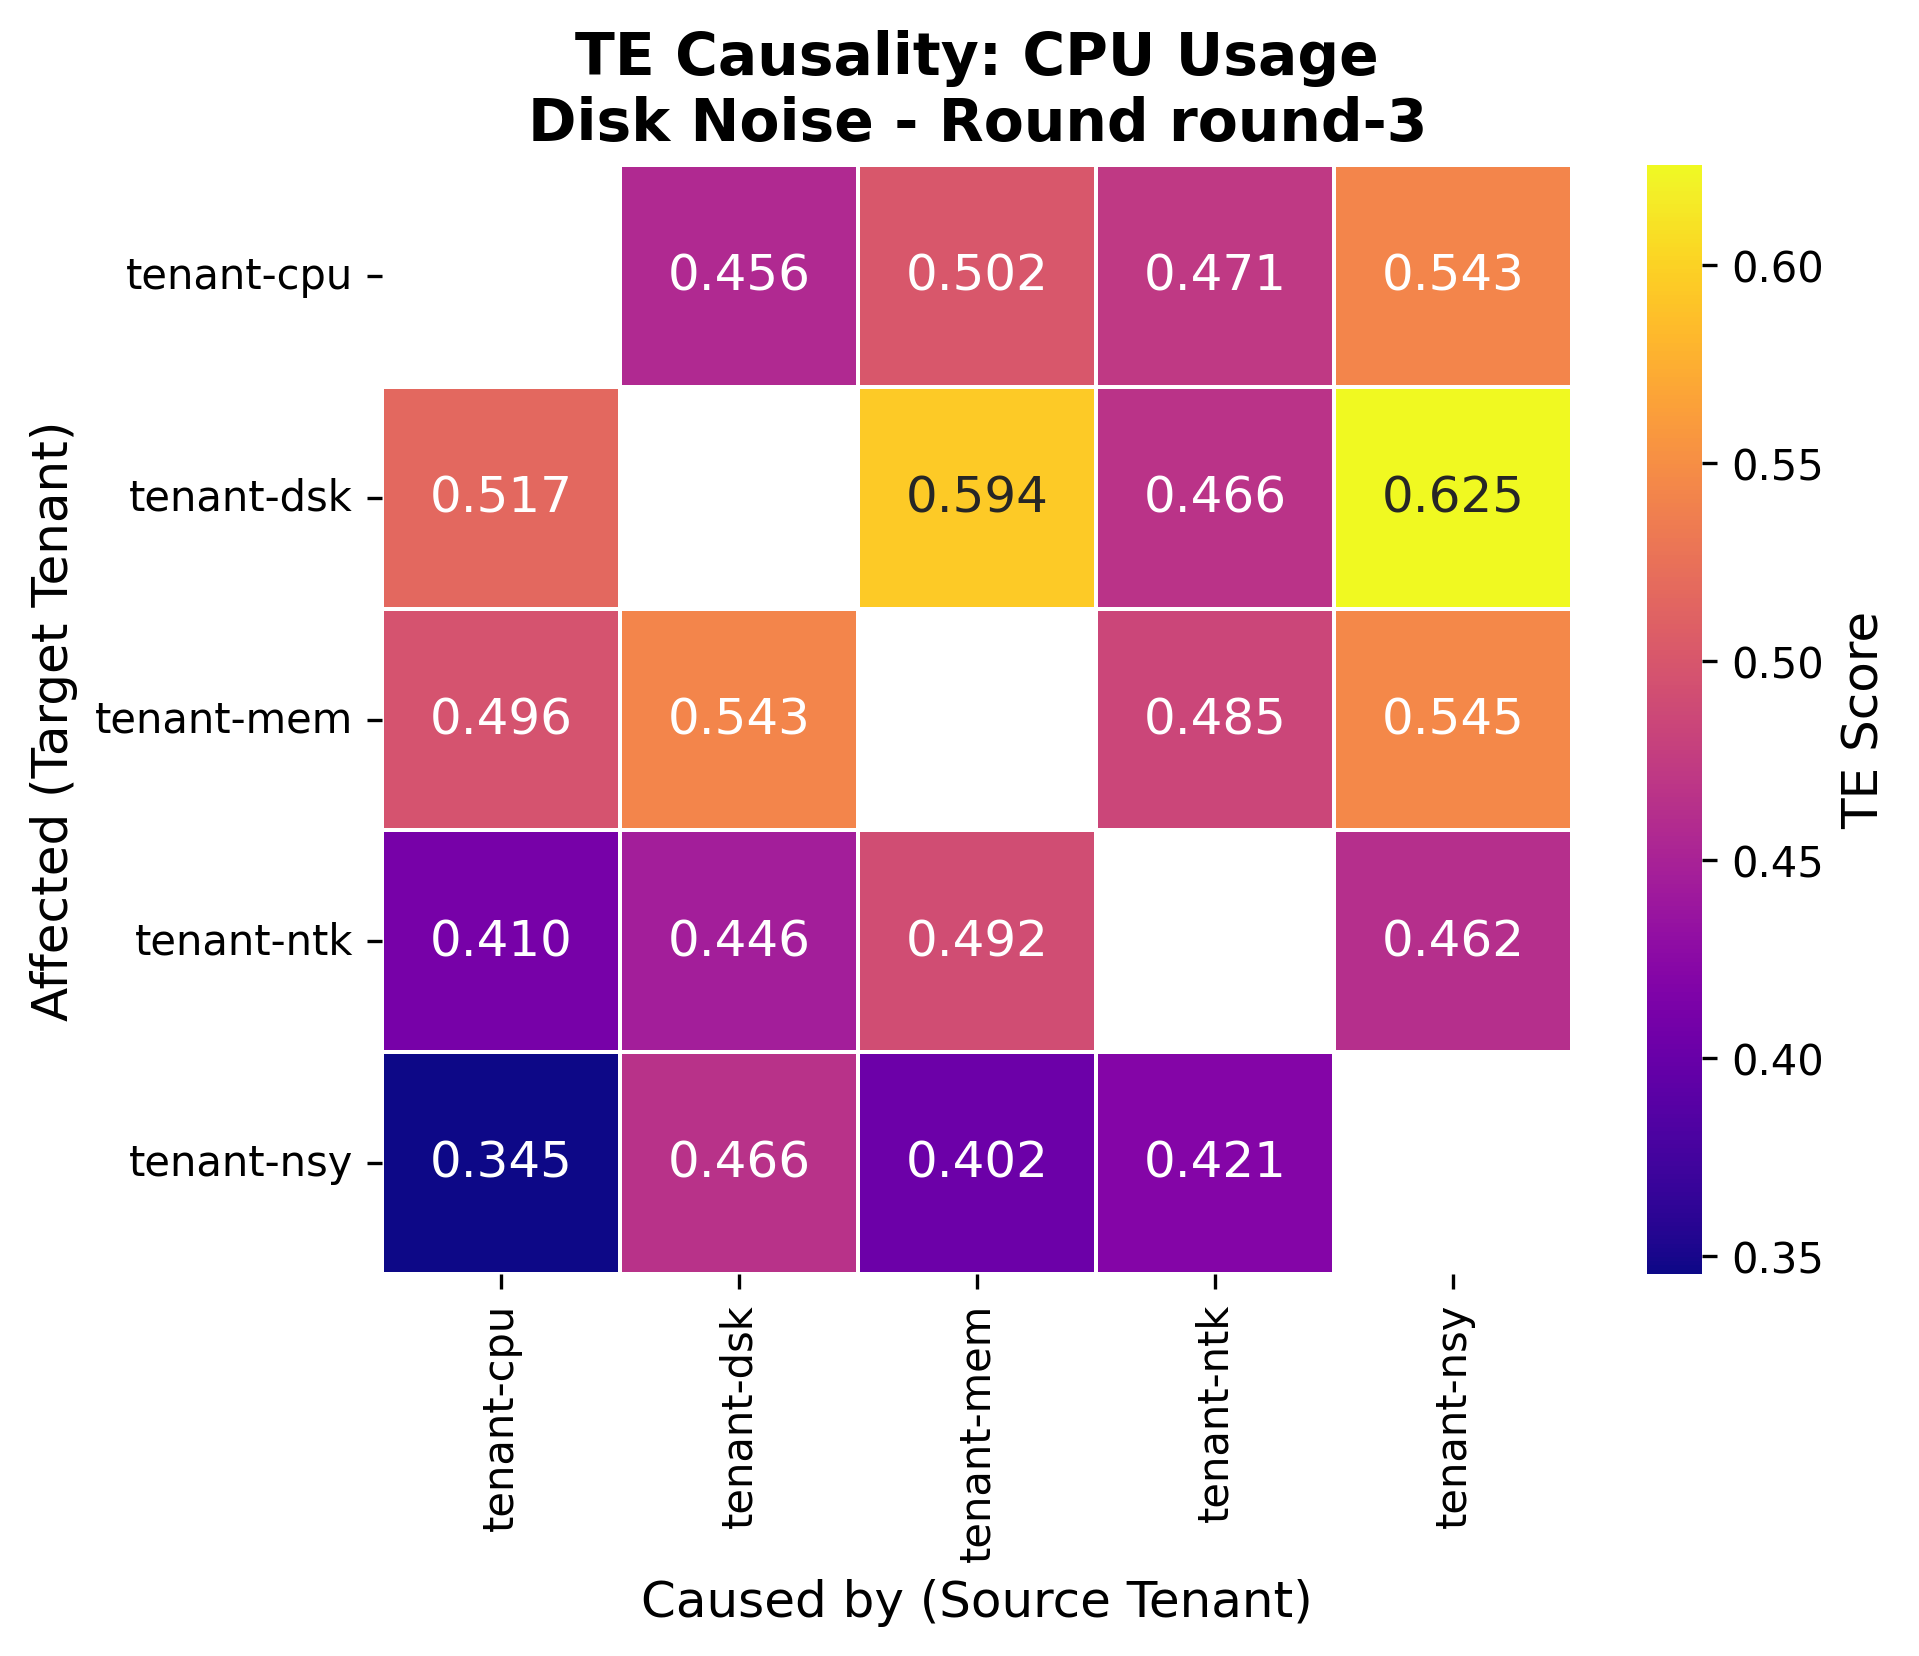 TE Causality: CPU Usage
Disk Noise - Round round-3
Affected (Target Tenant)
tenant-cpu
0.456 0.502 0.471 0.543
tenant-dsk
0.517 0.594 0.466 0.625
tenant-mem
0.496 0.543 0.485 0.545
tenant-ntk
0.410 0.446 0.492 0.462
tenant-nsy
0.345 0.466 0.402 0.421
tenant-cpu
tenant-dsk
tenant-mem
tenant-ntk
tenant-nsy
Caused by (Source Tenant)
0.60
0.55
0.50
0.45
0.40
0.35
TE Score